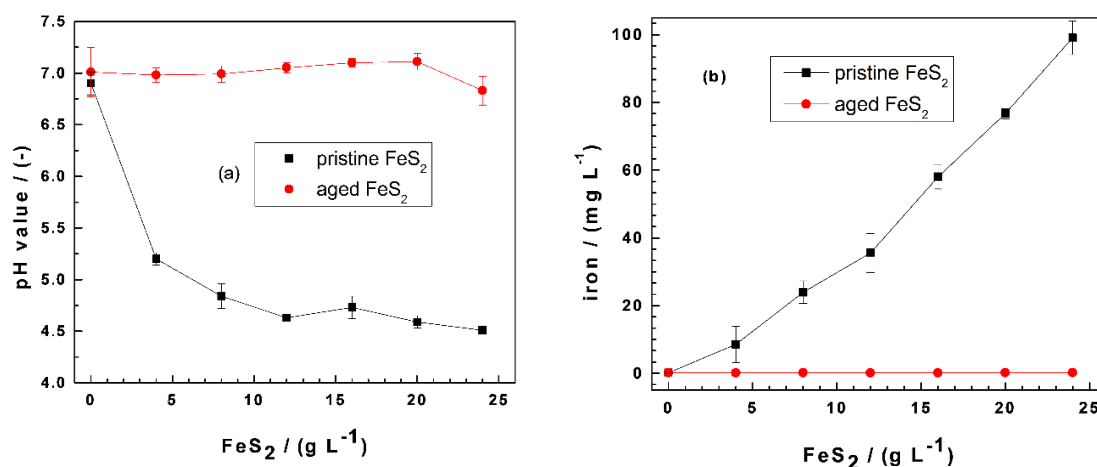 7.5
7.0
6.5
6.0
5.5
5.0
4.5
4.0
pH value / (-)
(a)
pristine FeS₂
aged FeS₂
0 5 10 15 20 25
FeS₂ / (g L⁻¹)
100
80
60
40
20
0
iron / (mg L⁻¹)
(b)
pristine FeS₂
aged FeS₂
0 5 10 15 20 25
FeS₂ / (g L⁻¹)